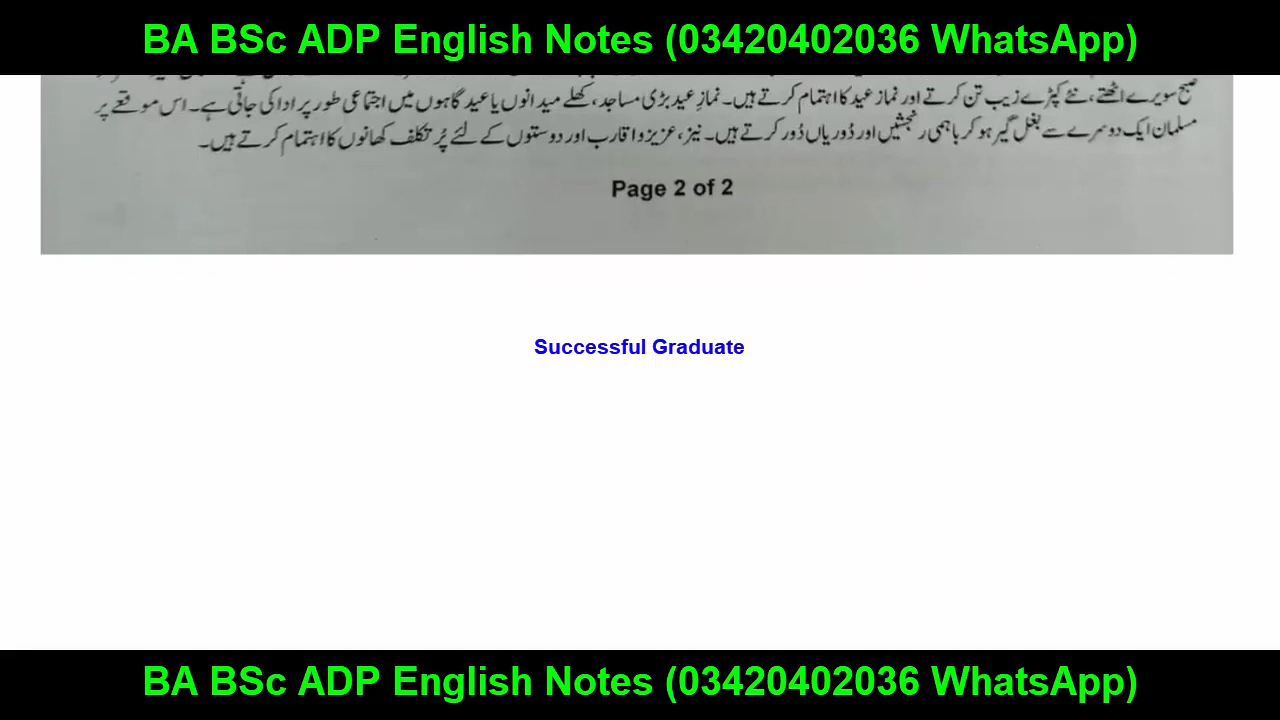 BA BSc ADP English Notes (03420402036 WhatsApp)
صبح سویرے اٹھتے، نئے کپڑے زیب تن کرتے اور نماز عید کا اہتمام کرتے ہیں۔ نمازِ عید بڑی مساجد، کھلے میدانوں یا عید گاہوں میں اجتماعی طور پر ادا کی جاتی ہے۔ اس موقعے پر
مسلمان ایک دوسرے سے بغل گیر ہو کر باہمی رنجشیں اور دُوریاں دُور کرتے ہیں۔ نیز، عزیز و اقارب اور دوستوں کے لئے پُر تکلف کھانوں کا اہتمام کرتے ہیں۔
Page 2 of 2
Successful Graduate
BA BSc ADP English Notes (03420402036 WhatsApp)